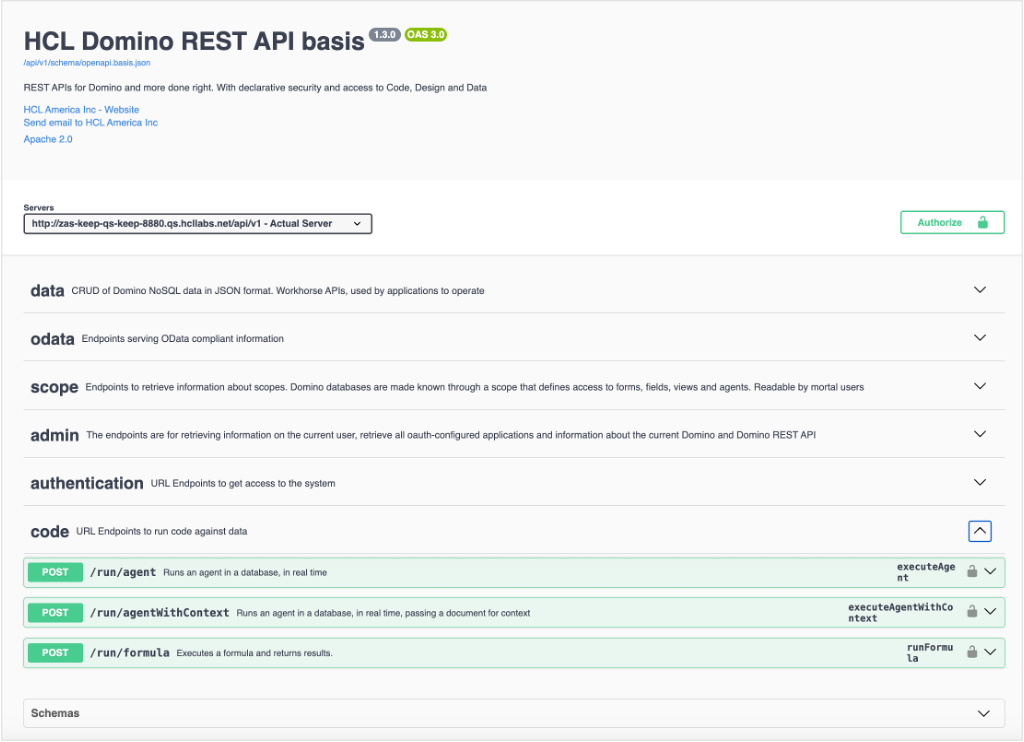 HCL Domino REST API basis 1.3.0 OAS 3.0
/api/v1/schema/openapi.basis.json
REST APIs for Domino and more done right. With declarative security and access to Code, Design and Data
HCL America Inc - Website
Send email to HCL America Inc
Apache 2.0
Servers
http://zas-keep-qs-keep-8880.qs.hcllabs.net/api/v1 - Actual Server
Authorize
data CRUD of Domino NoSQL data in JSON format. Workhorse APIs, used by applications to operate
odata Endpoints serving OData compliant information
scope Endpoints to retrieve information about scopes. Domino databases are made known through a scope that defines access to forms, fields, views and agents. Readable by mortal users
admin The endpoints are for retrieving information on the current user, retrieve all oauth-configured applications and information about the current Domino and Domino REST API
authentication URL Endpoints to get access to the system
code URL Endpoints to run code against data
POST /run/agent Runs an agent in a database, in real time executeAge
nt
POST /run/agentWithContext Runs an agent in a database, in real time, passing a document for context executeAgentWithCo
ntext
POST /run/formula Executes a formula and returns results. runFormu
la
Schemas